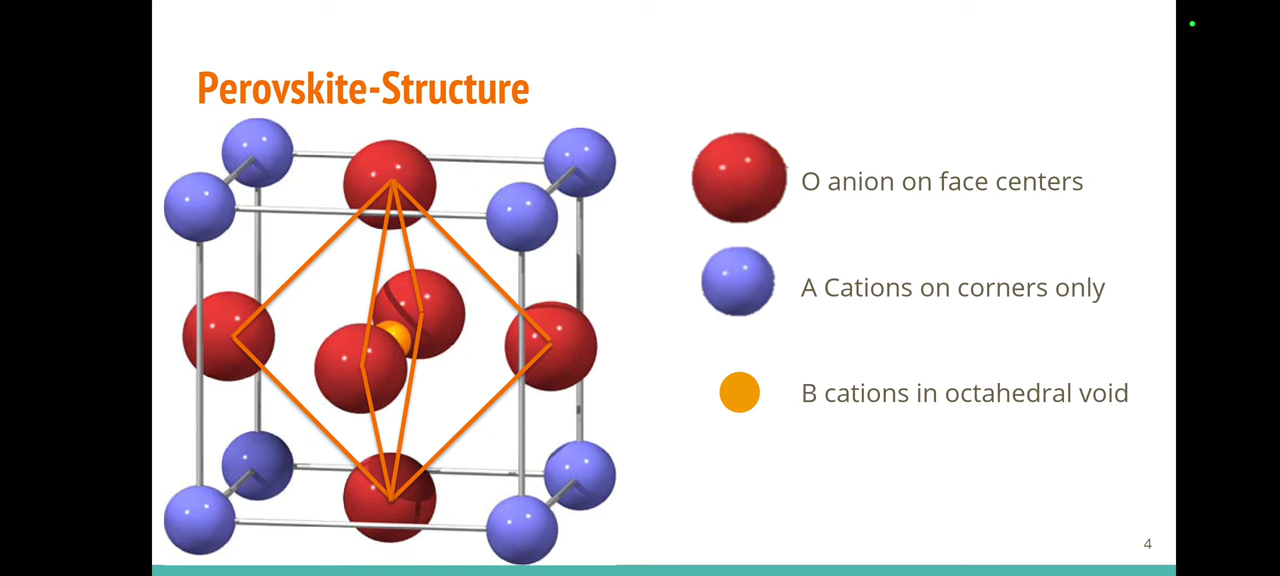 Perovskite-Structure
O anion on face centers
A Cations on corners only
B cations in octahedral void
4